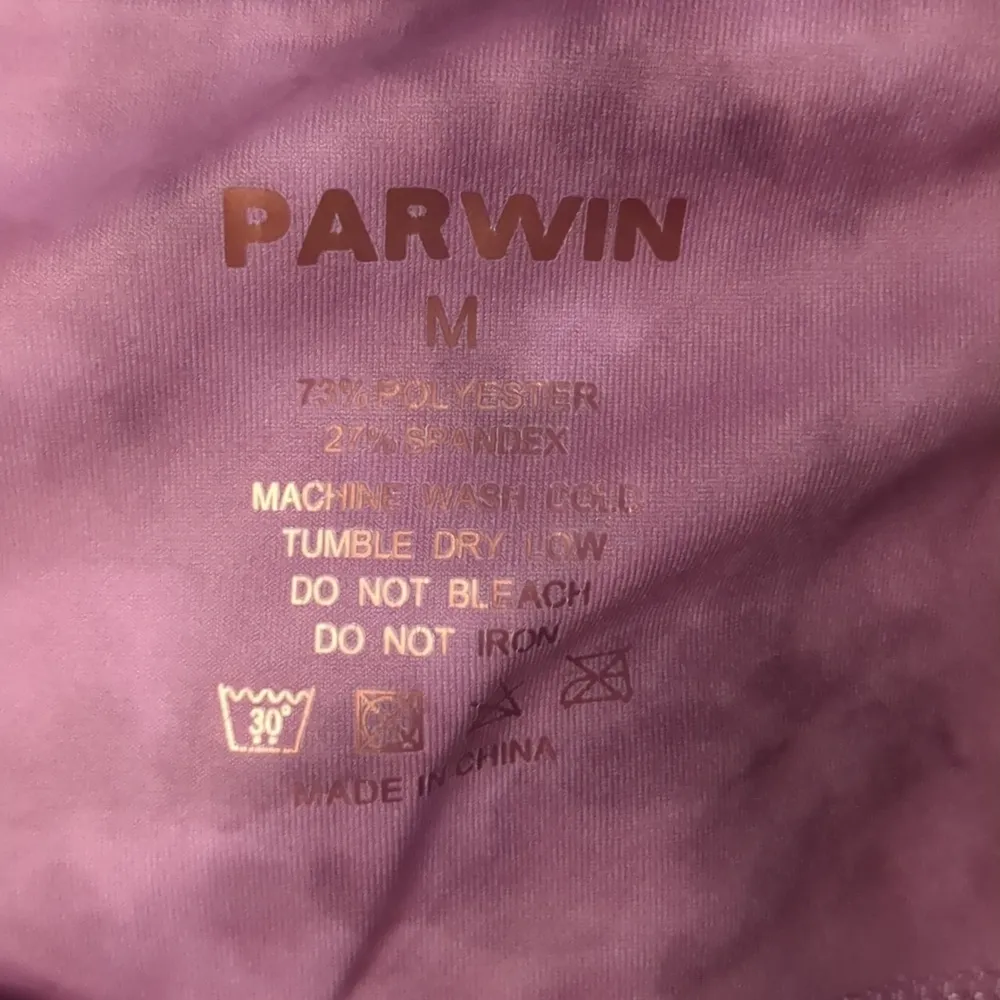 PARWIN
M
73% POLYESTER
27% SPANDEX
MACHINE WASH COLD
TUMBLE DRY LOW
DO NOT BLEACH
DO NOT IRON
30°
MADE IN CHINA